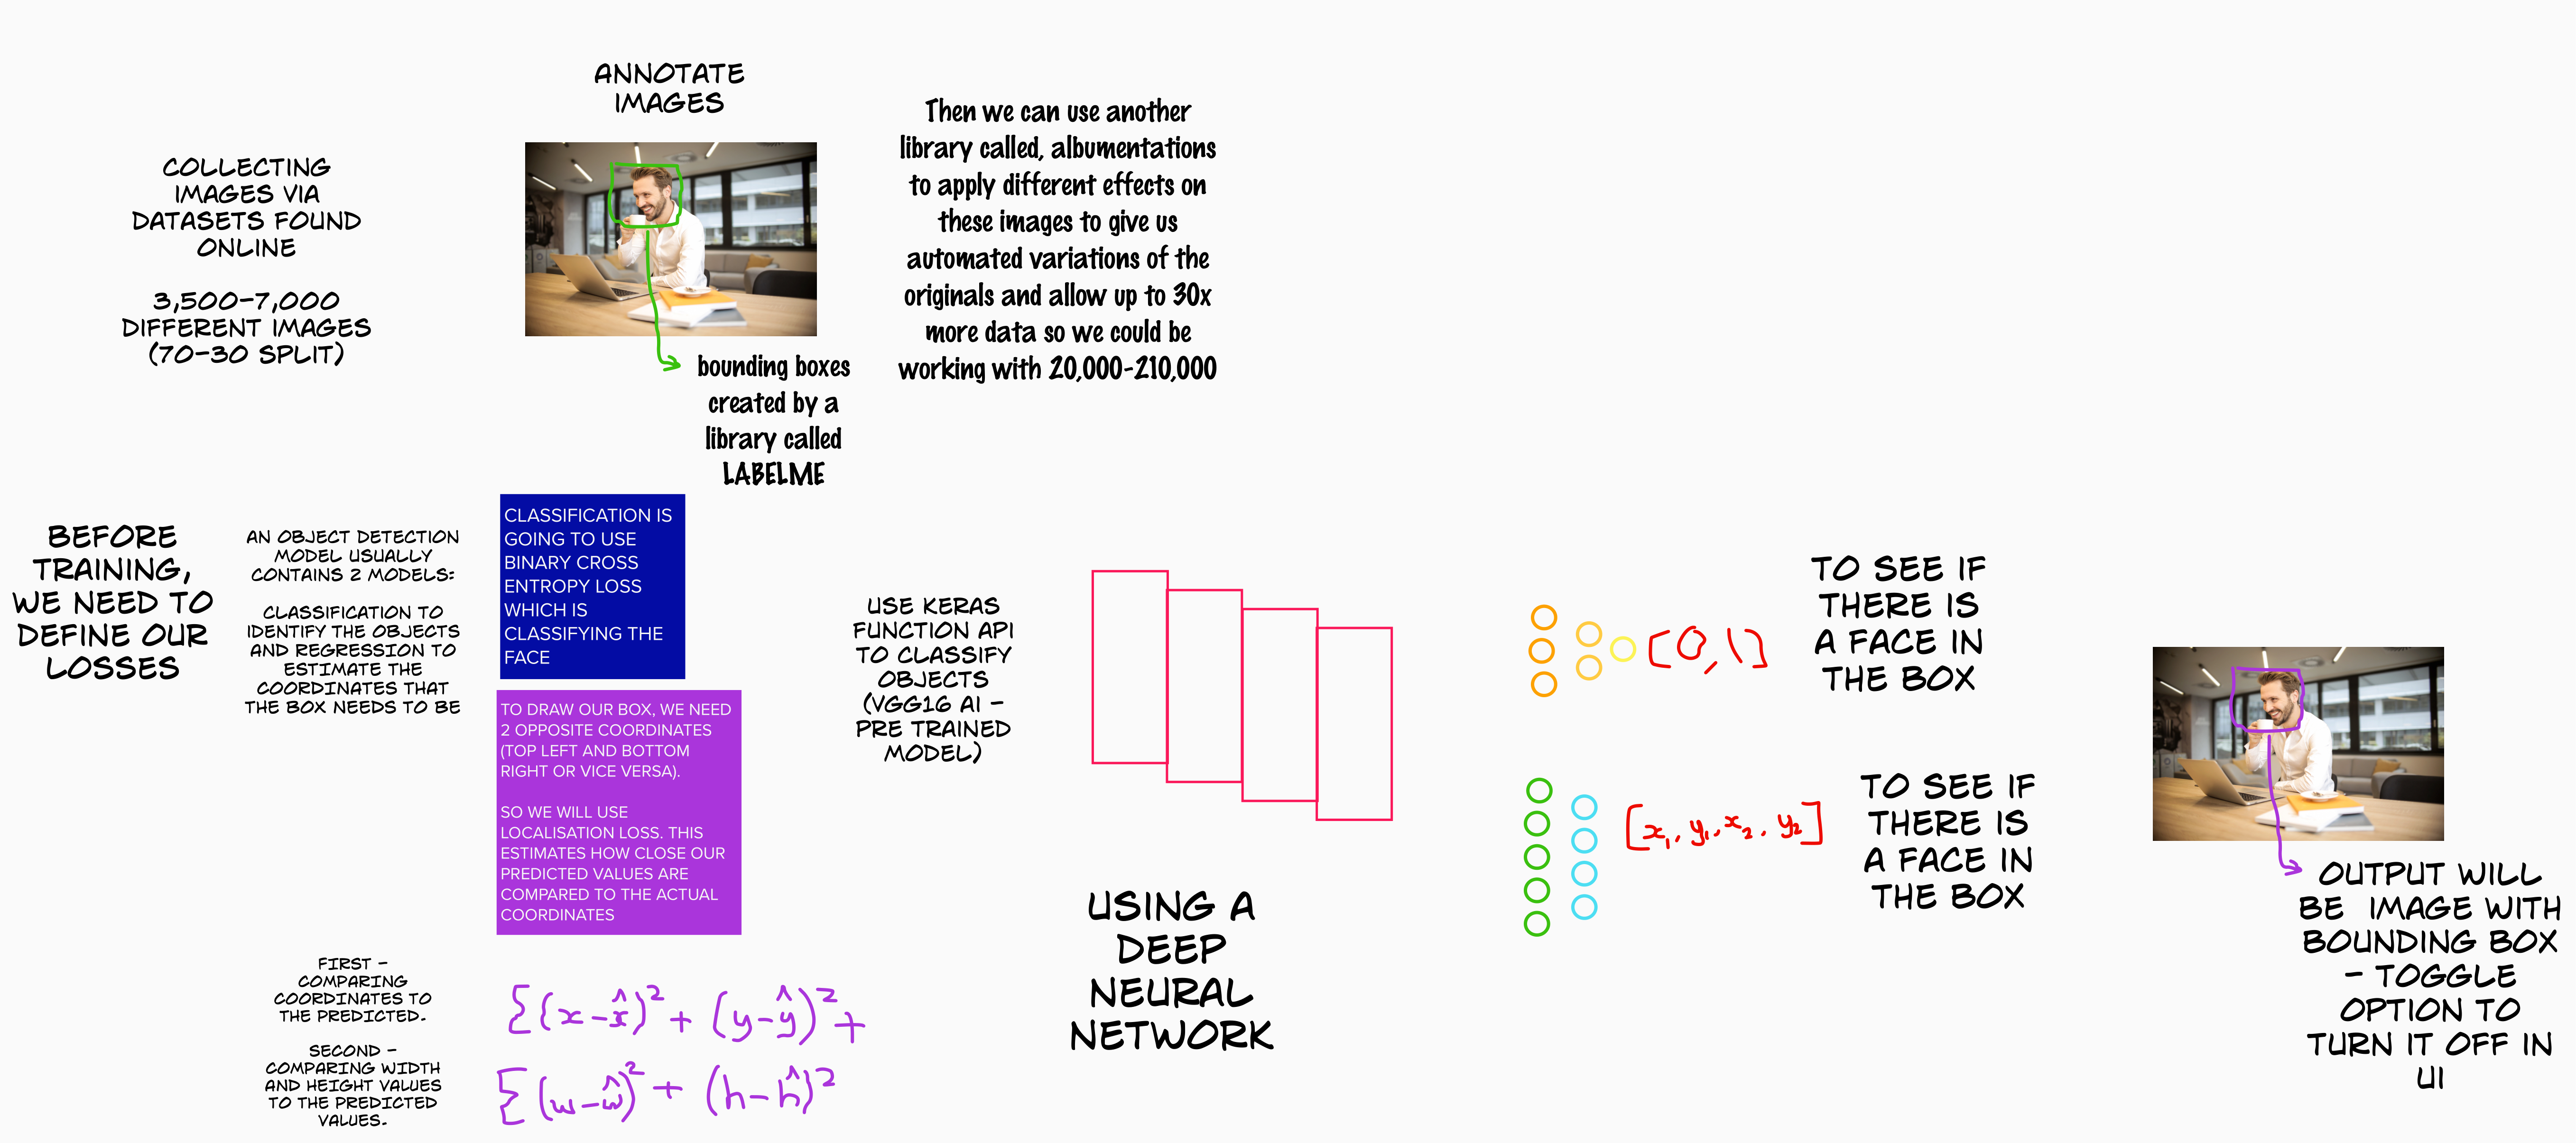 ANNOTATE
IMAGES
COLLECTING
IMAGES VIA
DATASETS FOUND
ONLINE
3,500-7,000
DIFFERENT IMAGES
(70-30 SPLIT)
bounding boxes
created by a
library called
LABELME
Then we can use another
library called, albumentations
to apply different effects on
these images to give us
automated variations of the
originals and allow up to 30x
more data so we could be
working with 20,000-210,000
BEFORE
TRAINING,
WE NEED TO
DEFINE OUR
LOSSES
AN OBJECT DETECTION
MODEL USUALLY
CONTAINS 2 MODELS:
CLASSIFICATION TO
IDENTIFY THE OBJECTS
AND REGRESSION TO
ESTIMATE THE
COORDINATES THAT
THE BOX NEEDS TO BE
CLASSIFICATION IS
GOING TO USE
BINARY CROSS
ENTROPY LOSS
WHICH IS
CLASSIFYING THE
FACE
TO DRAW OUR BOX, WE NEED
2 OPPOSITE COORDINATES
(TOP LEFT AND BOTTOM
RIGHT OR VICE VERSA).
SO WE WILL USE
LOCALISATION LOSS. THIS
ESTIMATES HOW CLOSE OUR
PREDICTED VALUES ARE
COMPARED TO THE ACTUAL
COORDINATES
FIRST -
COMPARING
COORDINATES TO
THE PREDICTED.
SECOND -
COMPARING WIDTH
AND HEIGHT VALUES
TO THE PREDICTED
VALUES.
Σ(x-x̂)² + (y-ŷ)² +
Σ(w-ŵ)² + (h-ĥ)²
USE KERAS
FUNCTION API
TO CLASSIFY
OBJECTS
(VGG16 AI -
PRE TRAINED
MODEL)
USING A
DEEP
NEURAL
NETWORK
[0,1]
TO SEE IF
THERE IS
A FACE IN
THE BOX
[x₁, y₁, x₂, y₂]
TO SEE IF
THERE IS
A FACE IN
THE BOX
OUTPUT WILL
BE IMAGE WITH
BOUNDING BOX
- TOGGLE
OPTION TO
TURN IT OFF IN
UI